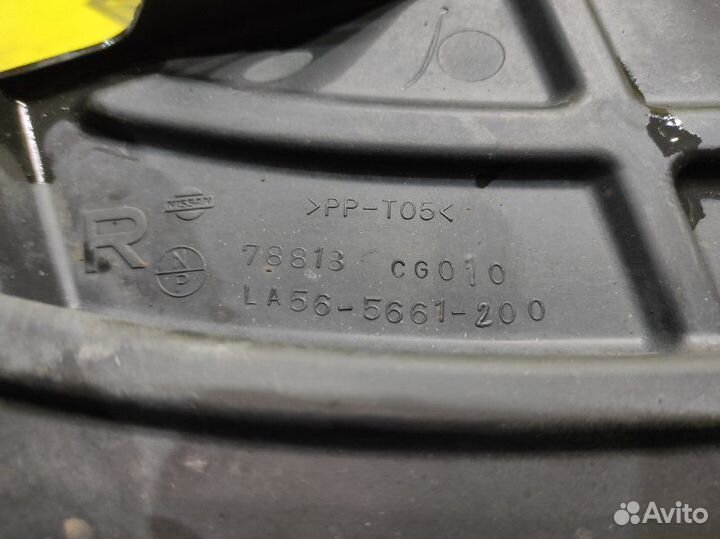 >PP-T05<
R NISSAN
N
P
78813 CG010
LA56-5661-200
Avito